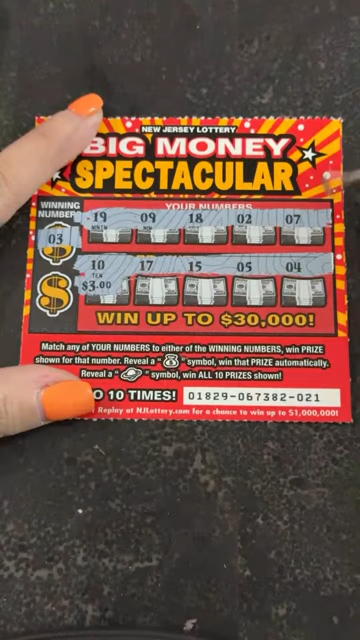 NEW JERSEY LOTTERY
BIG MONEY
SPECTACULAR
WINNING
NUMBERS
YOUR NUMBERS
03
19 09 18 02 07
10 17 15 05 04
TEN
$3.00
WIN UP TO $30,000!
Match any of YOUR NUMBERS to either of the WINNING NUMBERS, win PRIZE
shown for that number. Reveal a " " symbol, win that PRIZE automatically.
Reveal a " " symbol, win ALL 10 PRIZES shown!
O 10 TIMES! 01829-067382-021
Replay at NJLottery.com for a chance to win up to $1,000,000!